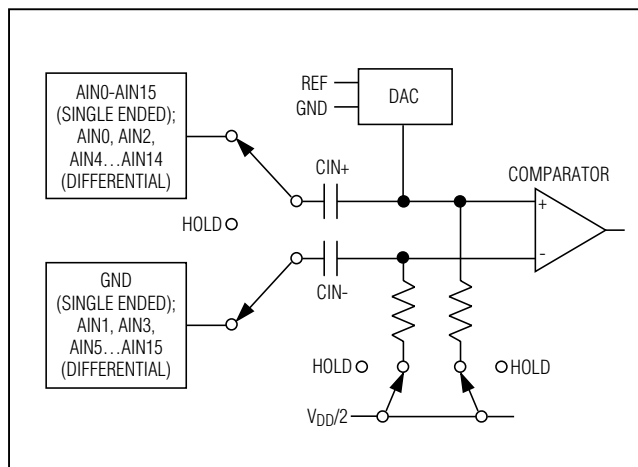 AIN0-AIN15
(SINGLE ENDED);
AIN0, AIN2,
AIN4…AIN14
(DIFFERENTIAL)
REF
GND
DAC
CIN+
COMPARATOR
+
-
HOLD
CIN-
GND
(SINGLE ENDED);
AIN1, AIN3,
AIN5…AIN15
(DIFFERENTIAL)
HOLD
HOLD
VDD/2